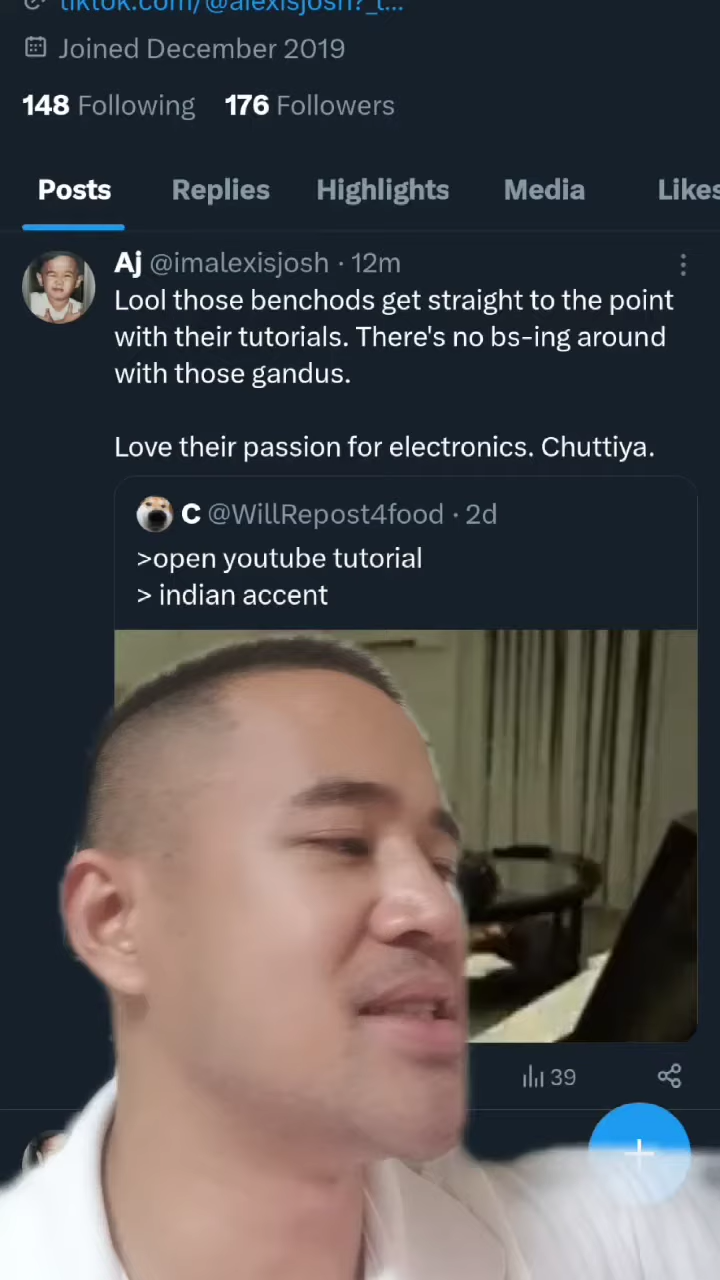 tiktok.com/@alexisjosh?_t...
Joined December 2019
148 Following 176 Followers
Posts Replies Highlights Media Likes
Aj @imalexisjosh · 12m
Lool those benchods get straight to the point
with their tutorials. There's no bs-ing around
with those gandus.
Love their passion for electronics. Chuttiya.
C @WillRepost4food · 2d
>open youtube tutorial
> indian accent
39